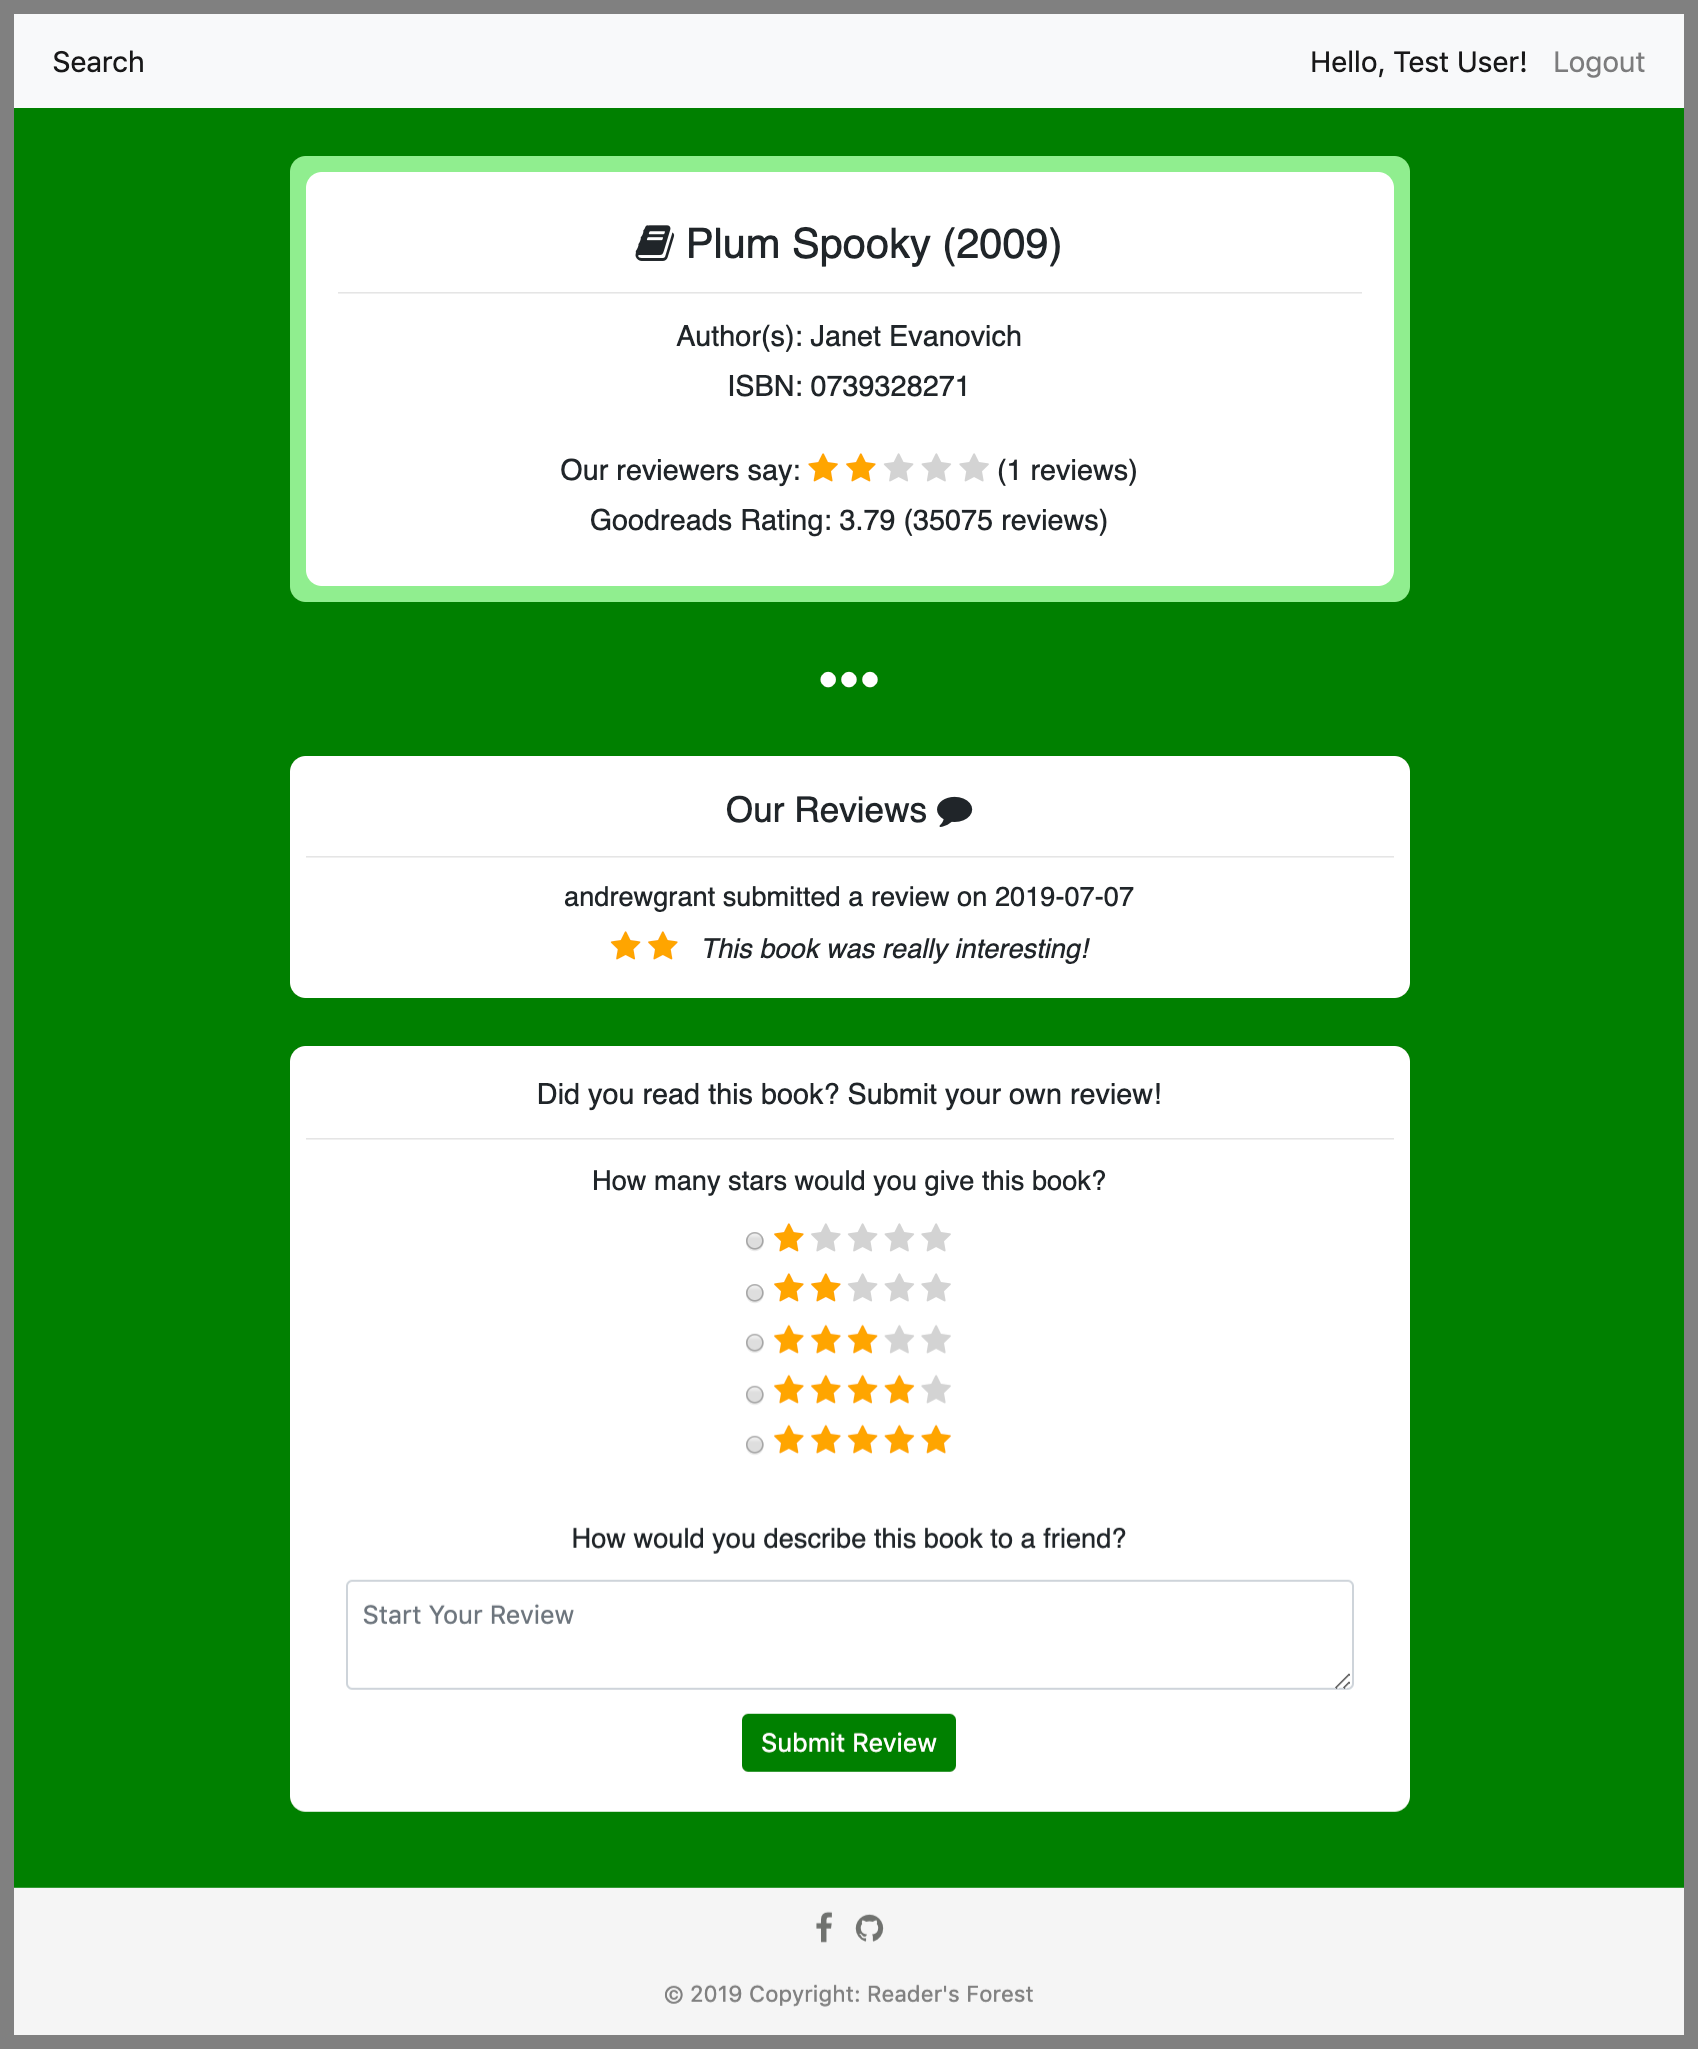 Search
Hello, Test User! Logout
Plum Spooky (2009)
Author(s): Janet Evanovich
ISBN: 0739328271
Our reviewers say: (1 reviews)
Goodreads Rating: 3.79 (35075 reviews)
Our Reviews
andrewgrant submitted a review on 2019-07-07
This book was really interesting!
Did you read this book? Submit your own review!
How many stars would you give this book?
How would you describe this book to a friend?
Start Your Review
Submit Review
© 2019 Copyright: Reader's Forest